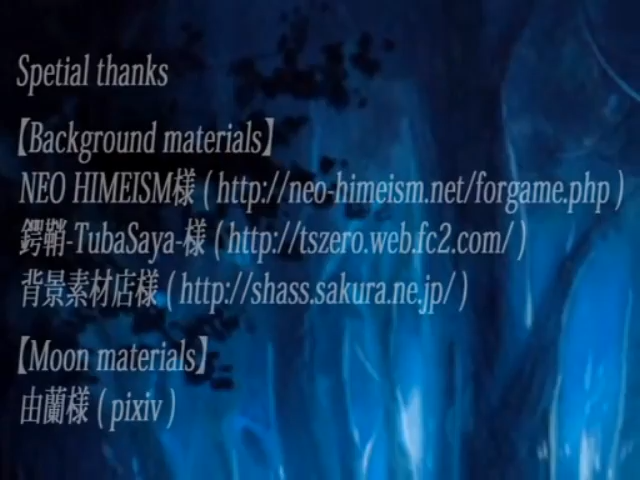 Spetial thanks
【Background materials】
NEO HIMEISM様 ( http://neo-himeism.net/forgame.php )
鍔鞘-TubaSaya-様 ( http://tszero.web.fc2.com/ )
背景素材店様 ( http://shass.sakura.ne.jp/ )
【Moon materials】
由蘭様 ( pixiv )